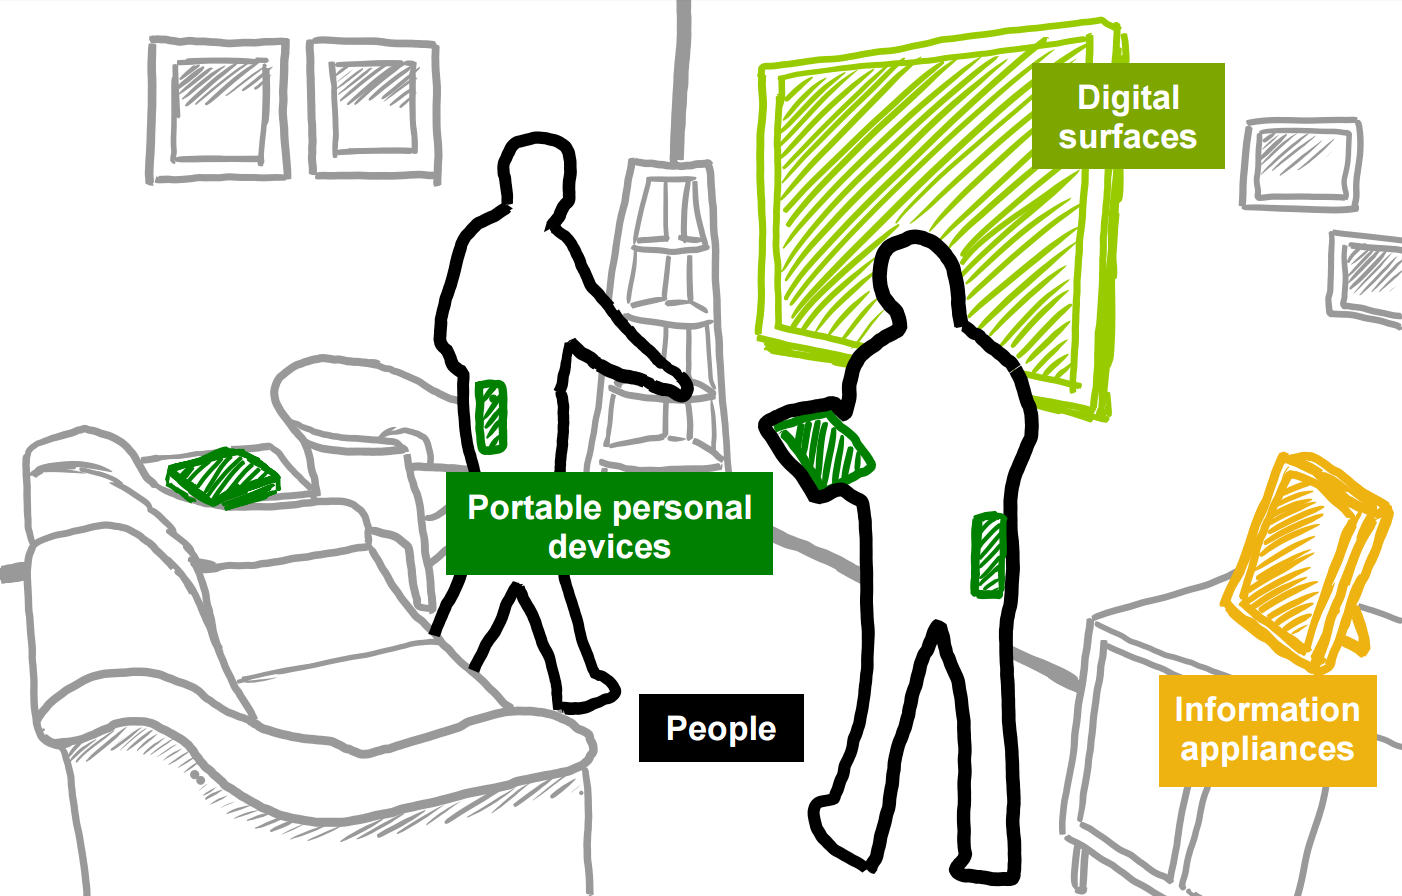 Digital
surfaces
Portable personal
devices
People
Information
appliances